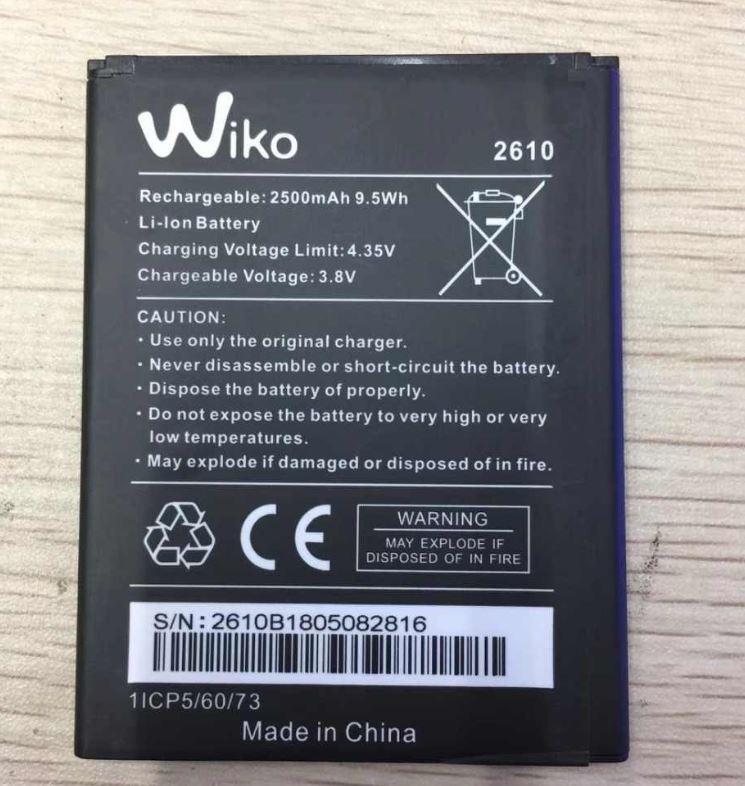 Wiko
2610
Rechargeable: 2500mAh 9.5Wh
Li-Ion Battery
Charging Voltage Limit: 4.35V
Chargeable Voltage: 3.8V
CAUTION:
· Use only the original charger.
· Never disassemble or short-circuit the battery.
· Dispose the battery of properly.
· Do not expose the battery to very high or very
low temperatures.
· May explode if damaged or disposed of in fire.
CE
WARNING
MAY EXPLODE IF
DISPOSED OF IN FIRE
S/N: 2610B1805082816
1ICP5/60/73
Made in China